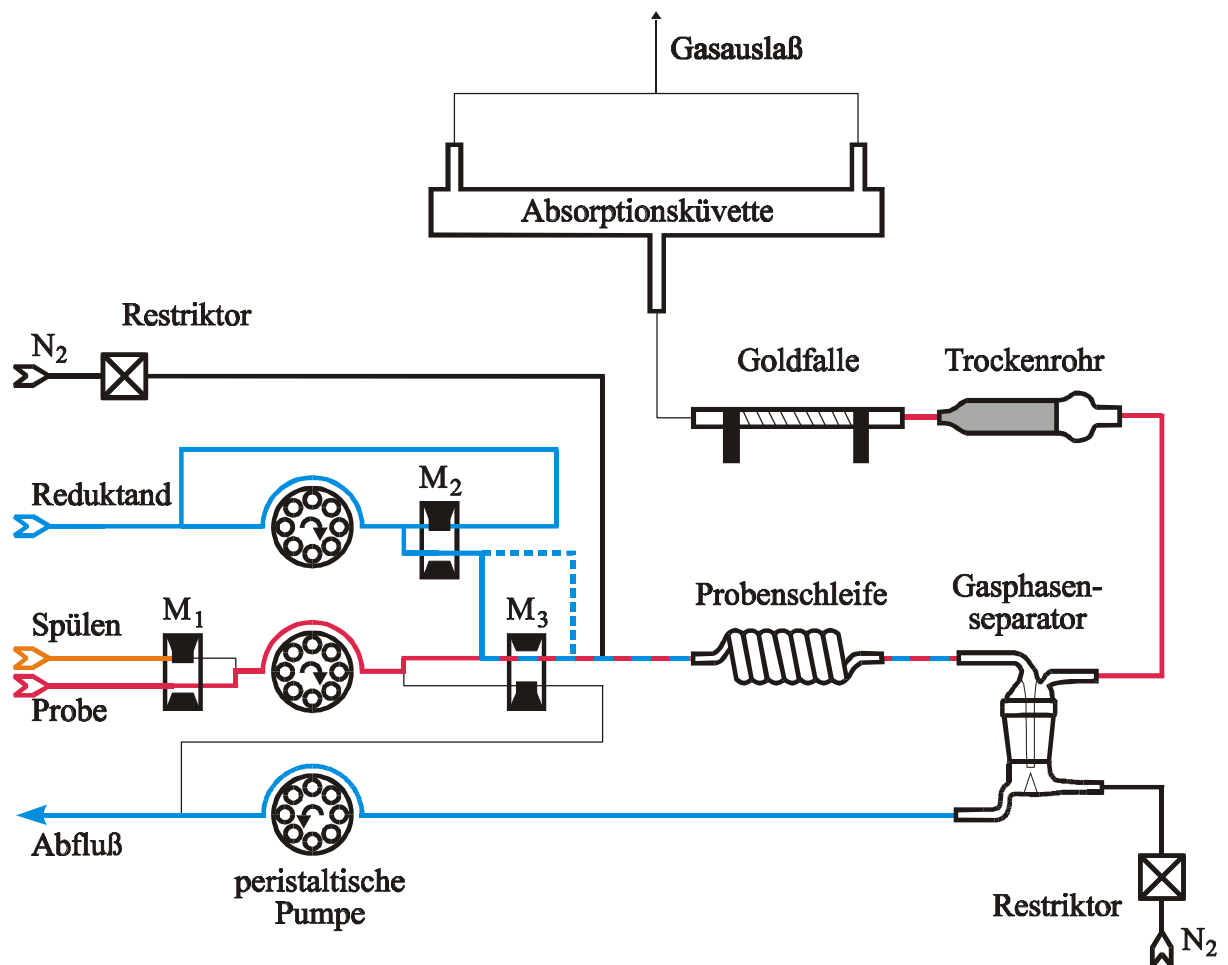 Gasauslaß
Absorptionsküvette
Restriktor
N₂
Goldfalle
Trockenrohr
Reduktand
M₂
Probenschleife
Gasphasen-
separator
Spülen
M₁
M₃
Probe
Abfluß
peristaltische
Pumpe
Restriktor
N₂